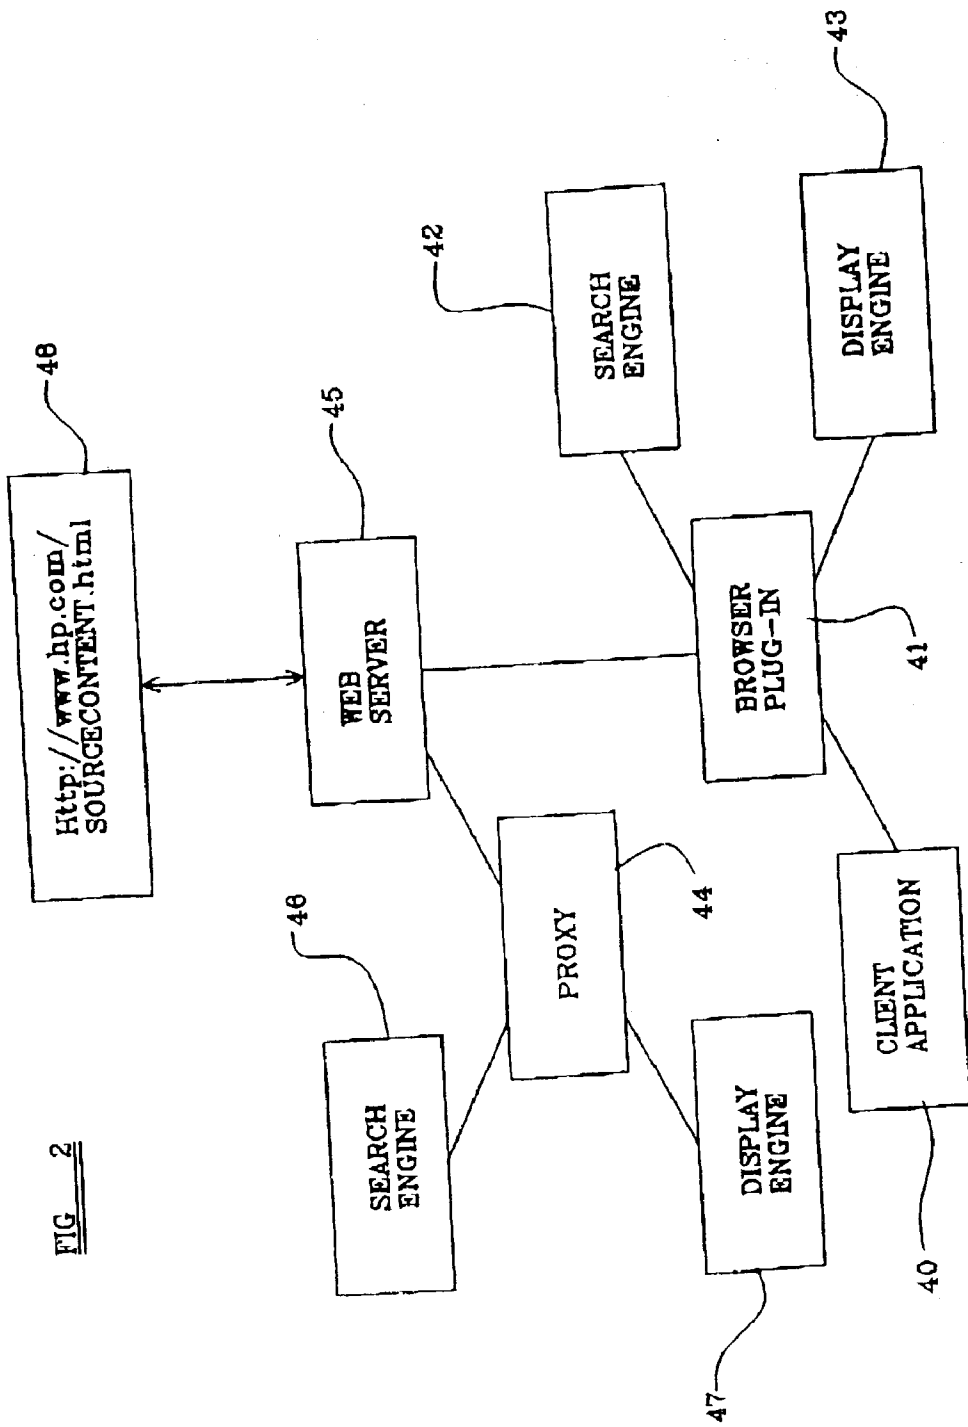 FIG 2
Http://www.hp.com/
SOURCECONTENT.html
48
WEB
SERVER
45
SEARCH
ENGINE
46
PROXY
44
SEARCH
ENGINE
42
DISPLAY
ENGINE
47
BROWSER
PLUG-IN
41
DISPLAY
ENGINE
43
CLIENT
APPLICATION
40